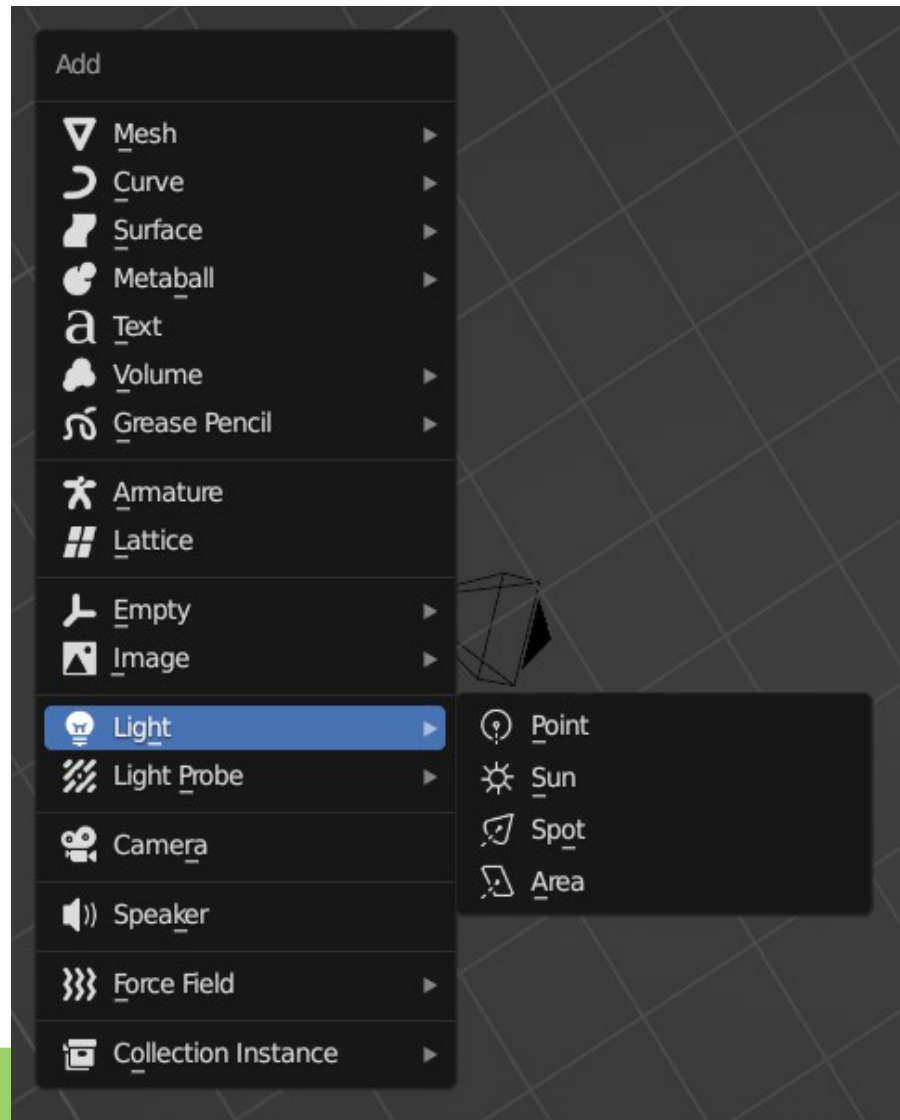 Add
Mesh
Curve
Surface
Metaball
Text
Volume
Grease Pencil
Armature
Lattice
Empty
Image
Light
Light Probe
Camera
Speaker
Force Field
Collection Instance
Point
Sun
Spot
Area